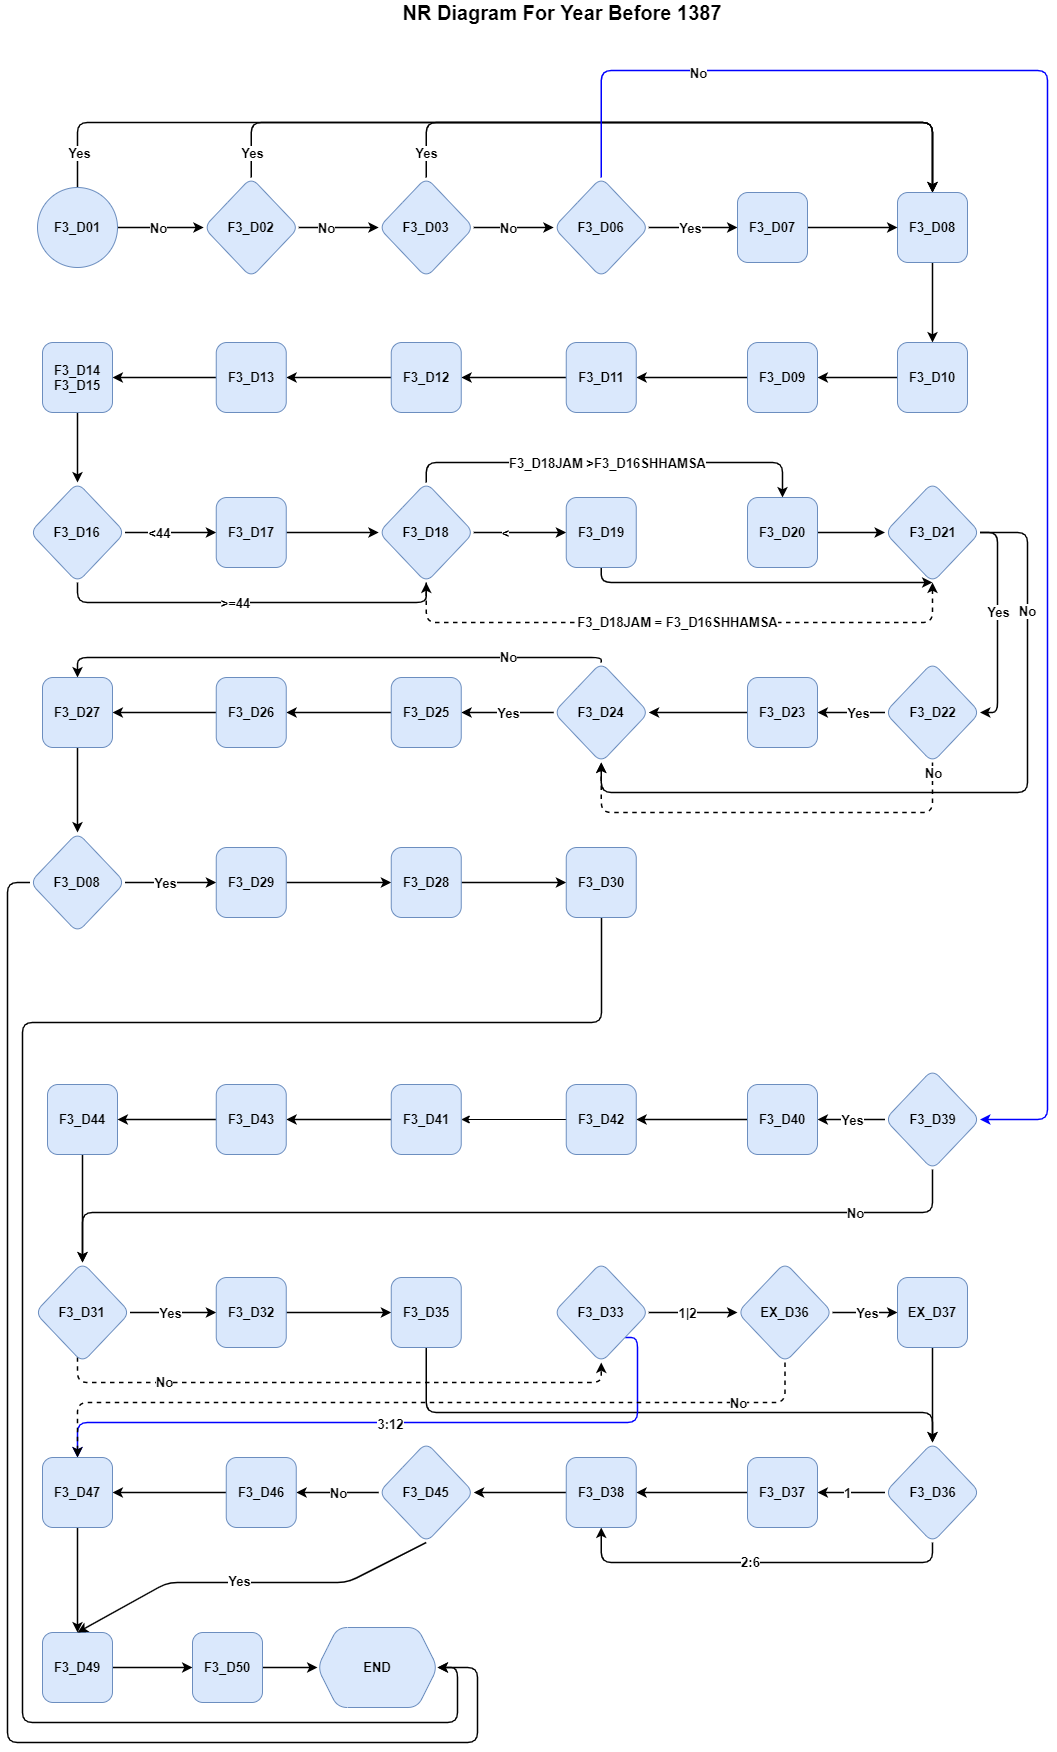 NR Diagram For Year Before 1387
No
Yes
Yes
Yes
F3_D01
No
F3_D02
No
F3_D03
No
F3_D06
Yes
F3_D07
F3_D08
F3_D14
F3_D15
F3_D13
F3_D12
F3_D11
F3_D09
F3_D10
F3_D18JAM >F3_D16SHHAMSA
F3_D16
<44
F3_D17
F3_D18
<
F3_D19
F3_D20
F3_D21
>=44
F3_D18JAM = F3_D16SHHAMSA
Yes
No
No
F3_D27
F3_D26
F3_D25
Yes
F3_D24
F3_D23
Yes
F3_D22
No
F3_D08
Yes
F3_D29
F3_D28
F3_D30
F3_D44
F3_D43
F3_D41
F3_D42
F3_D40
Yes
F3_D39
No
F3_D31
Yes
F3_D32
F3_D35
F3_D33
1|2
EX_D36
Yes
EX_D37
No
No
3:12
F3_D47
F3_D46
No
F3_D45
F3_D38
F3_D37
1
F3_D36
2:6
Yes
F3_D49
F3_D50
END